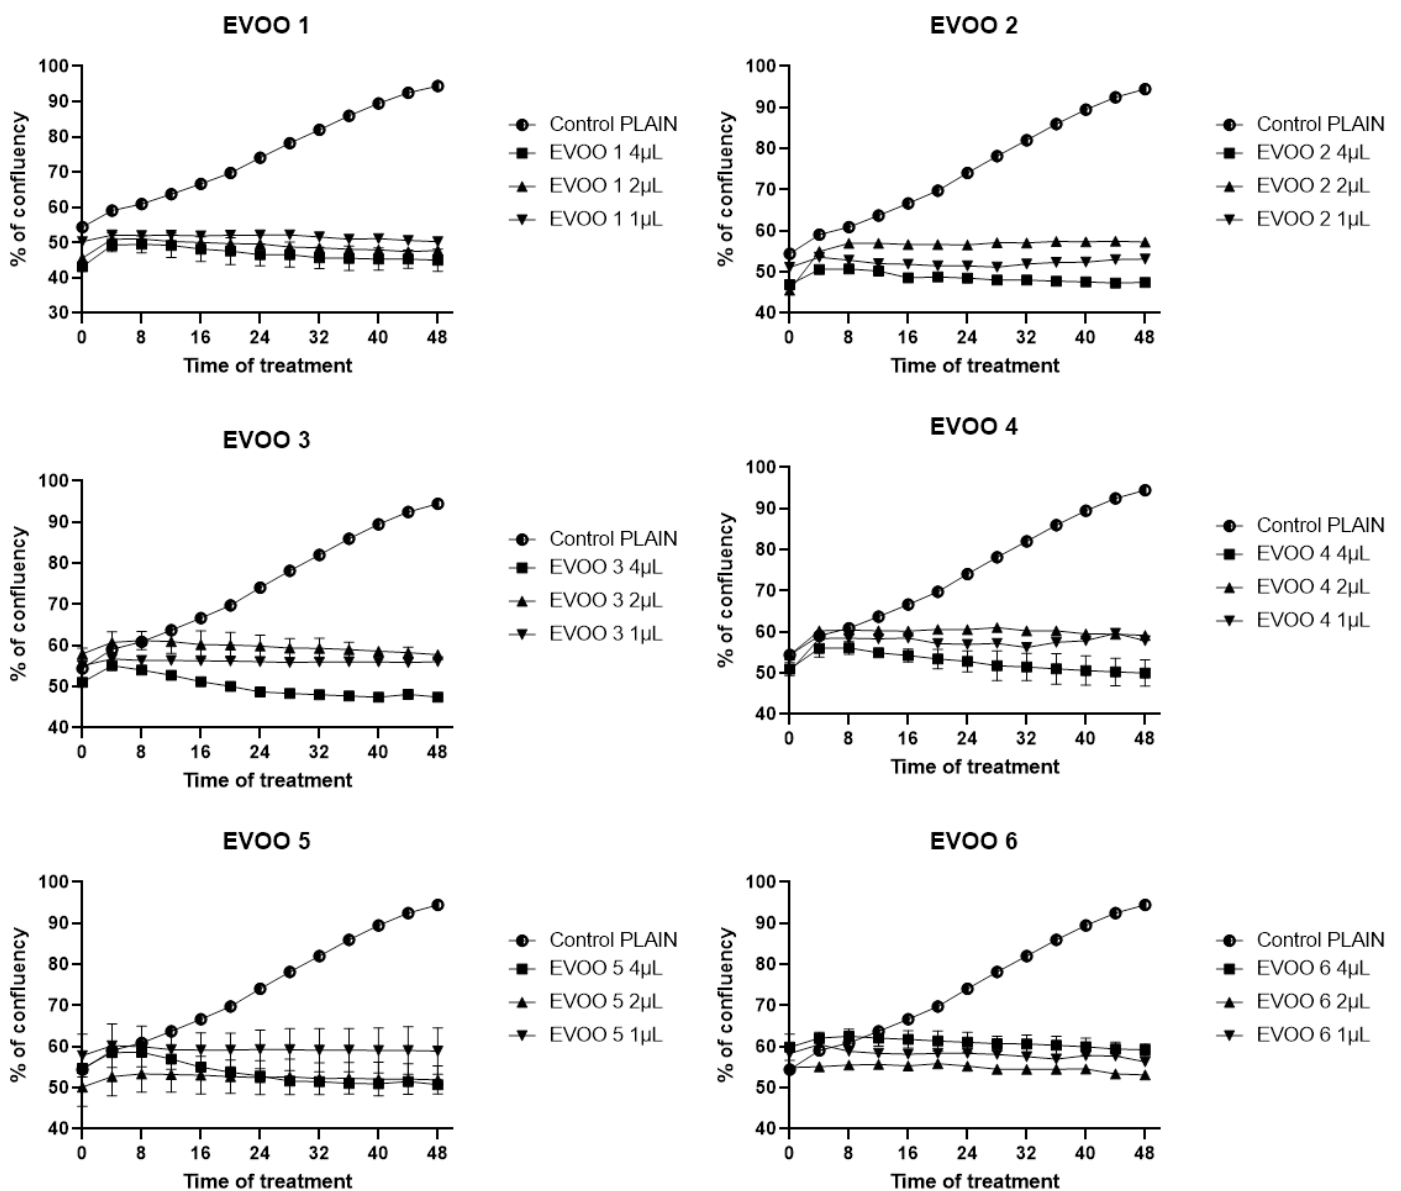 EVOO 1
% of confluency
100
90
80
70
60
50
40
30
0 8 16 24 32 40 48
Time of treatment
Control PLAIN
EVOO 1 4µL
EVOO 1 2µL
EVOO 1 1µL
EVOO 2
% of confluency
100
90
80
70
60
50
40
0 8 16 24 32 40 48
Time of treatment
Control PLAIN
EVOO 2 4µL
EVOO 2 2µL
EVOO 2 1µL
EVOO 3
% of confluency
100
90
80
70
60
50
40
0 8 16 24 32 40 48
Time of treatment
Control PLAIN
EVOO 3 4µL
EVOO 3 2µL
EVOO 3 1µL
EVOO 4
% of confluency
100
90
80
70
60
50
40
0 8 16 24 32 40 48
Time of treatment
Control PLAIN
EVOO 4 4µL
EVOO 4 2µL
EVOO 4 1µL
EVOO 5
% of confluency
100
90
80
70
60
50
40
0 8 16 24 32 40 48
Time of treatment
Control PLAIN
EVOO 5 4µL
EVOO 5 2µL
EVOO 5 1µL
EVOO 6
% of confluency
100
90
80
70
60
50
40
0 8 16 24 32 40 48
Time of treatment
Control PLAIN
EVOO 6 4µL
EVOO 6 2µL
EVOO 6 1µL